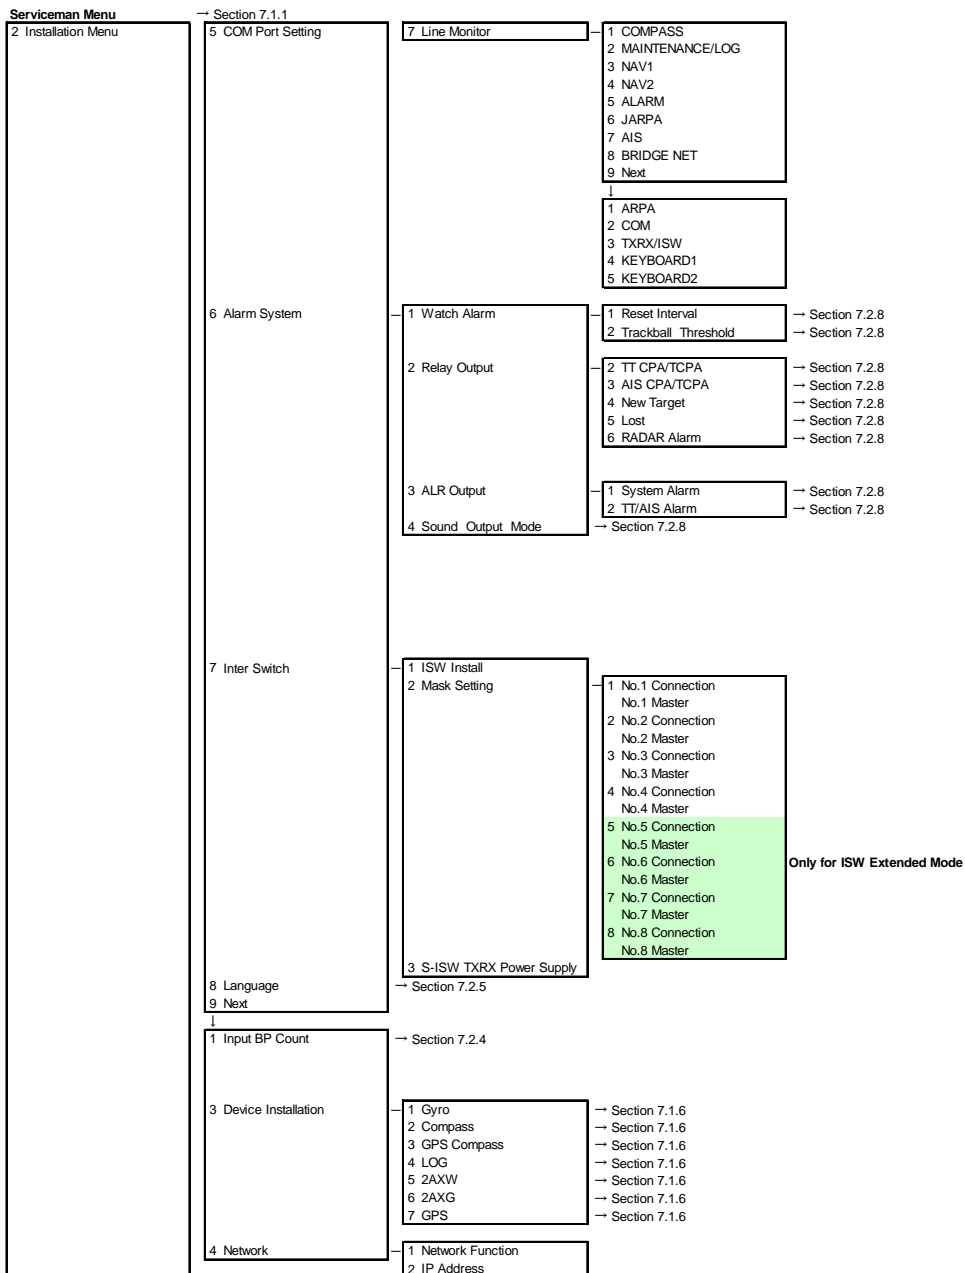 Serviceman Menu → Section 7.1.1
2 Installation Menu 5 COM Port Setting 7 Line Monitor 1 COMPASS
2 MAINTENANCE/LOG
3 NAV1
4 NAV2
5 ALARM
6 JARPA
7 AIS
8 BRIDGE NET
9 Next
↓
1 ARPA
2 COM
3 TXRX/ISW
4 KEYBOARD1
5 KEYBOARD2
6 Alarm System 1 Watch Alarm 1 Reset Interval → Section 7.2.8
2 Trackball Threshold → Section 7.2.8
2 Relay Output 2 TT CPA/TCPA → Section 7.2.8
3 AIS CPA/TCPA → Section 7.2.8
4 New Target → Section 7.2.8
5 Lost → Section 7.2.8
6 RADAR Alarm → Section 7.2.8
3 ALR Output 1 System Alarm → Section 7.2.8
2 TT/AIS Alarm → Section 7.2.8
4 Sound Output Mode → Section 7.2.8
7 Inter Switch 1 ISW Install
2 Mask Setting 1 No.1 Connection
No.1 Master
2 No.2 Connection
No.2 Master
3 No.3 Connection
No.3 Master
4 No.4 Connection
No.4 Master
5 No.5 Connection
No.5 Master
6 No.6 Connection Only for ISW Extended Mode
No.6 Master
7 No.7 Connection
No.7 Master
8 No.8 Connection
No.8 Master
3 S-ISW TXRX Power Supply
8 Language → Section 7.2.5
9 Next
↓
1 Input BP Count → Section 7.2.4
3 Device Installation 1 Gyro → Section 7.1.6
2 Compass → Section 7.1.6
3 GPS Compass → Section 7.1.6
4 LOG → Section 7.1.6
5 2AXW → Section 7.1.6
6 2AXG → Section 7.1.6
7 GPS → Section 7.1.6
4 Network 1 Network Function
2 IP Address